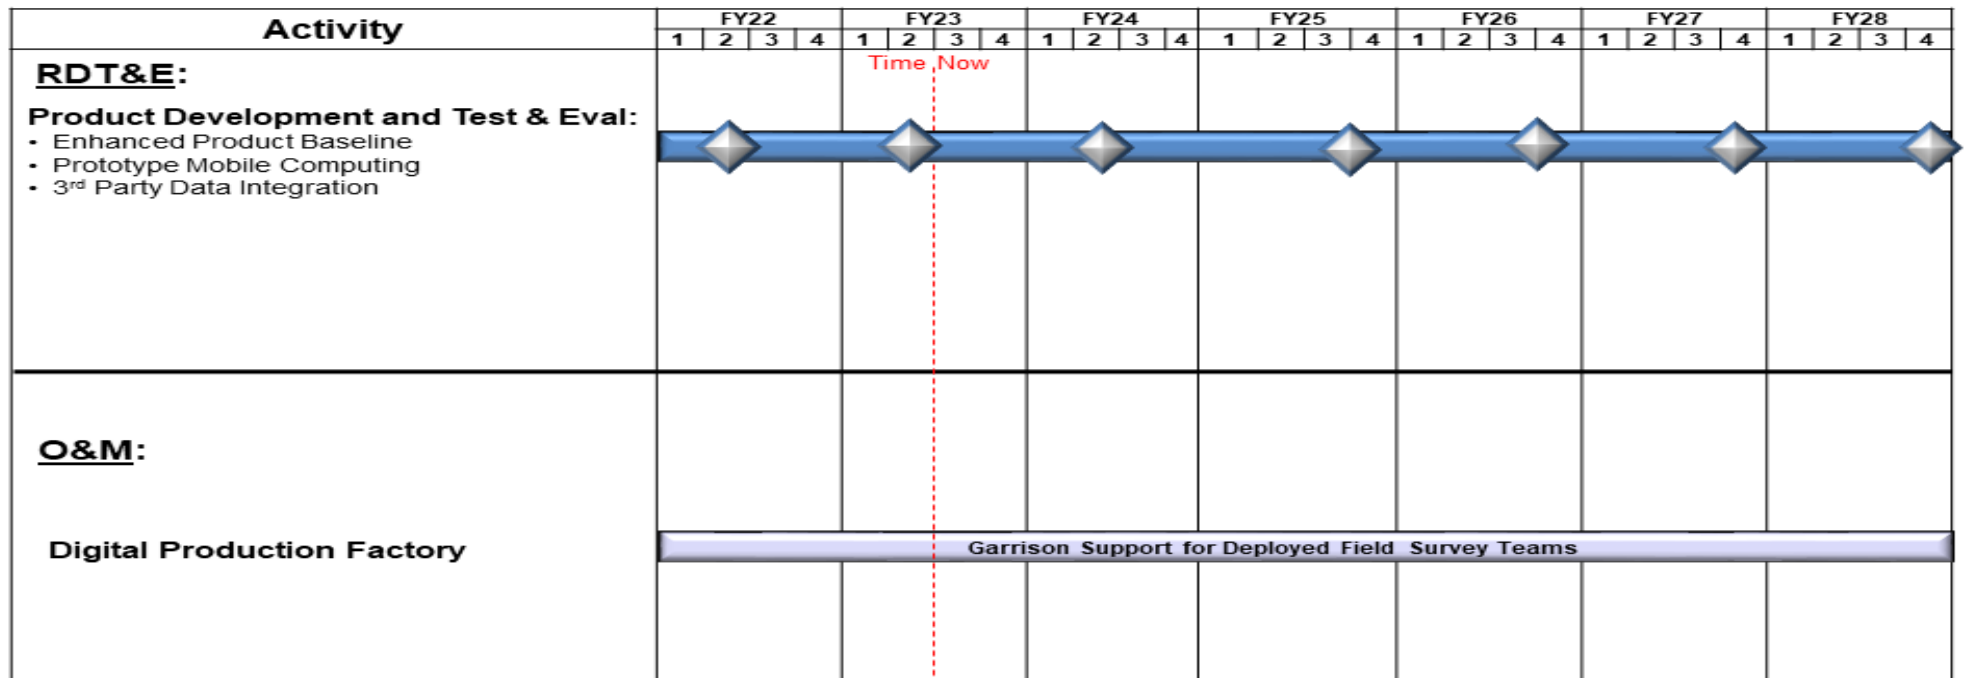 Activity
FY22 FY23 FY24 FY25 FY26 FY27 FY28
1 2 3 4 1 2 3 4 1 2 3 4 1 2 3 4 1 2 3 4 1 2 3 4 1 2 3 4
Time Now
RDT&E:
Product Development and Test & Eval:
• Enhanced Product Baseline
• Prototype Mobile Computing
• 3rd Party Data Integration
O&M:
Digital Production Factory
Garrison Support for Deployed Field Survey Teams